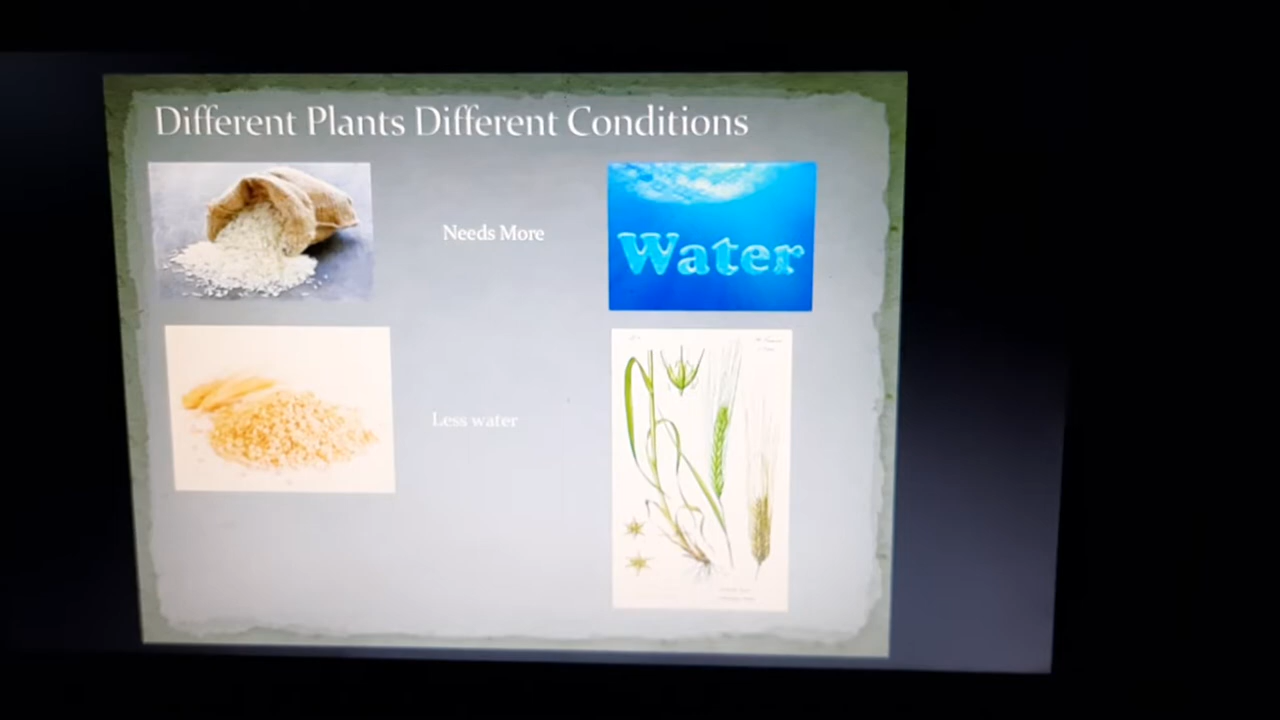 Different Plants Different Conditions
Needs More
Water
Less water